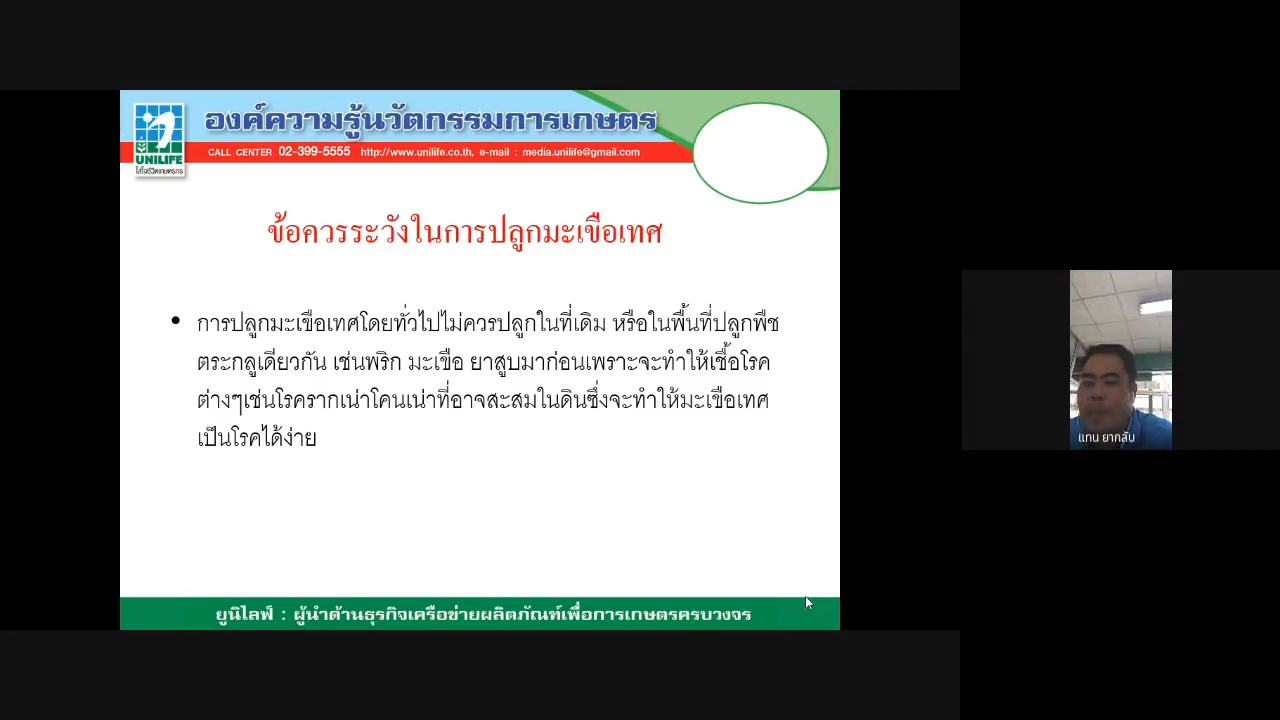 องค์ความรู้นวัตกรรมการเกษตร
CALL CENTER 02-399-5555 http://www.unilife.co.th, e-mail : media.unilife@gmail.com
UNILIFE
ใส่ใจชีวิตเกษตรกร
ข้อควรระวังในการปลูกมะเขือเทศ
• การปลูกมะเขือเทศโดยทั่วไปไม่ควรปลูกในที่เดิม หรือในพื้นที่ปลูกพืช
ตระกลูเดียวกัน เช่นพริก มะเขือ ยาสูบมาก่อนเพราะจะทำให้เชื้อโรค
ต่างๆเช่นโรครากเน่าโคนเน่าที่อาจสะสมในดินซึ่งจะทำให้มะเขือเทศ
เป็นโรคได้ง่าย
แทน ยากลับ
ยูนิไลฟ์ : ผู้นำด้านธุรกิจเครือข่ายผลิตภัณฑ์เพื่อการเกษตรครบวงจร